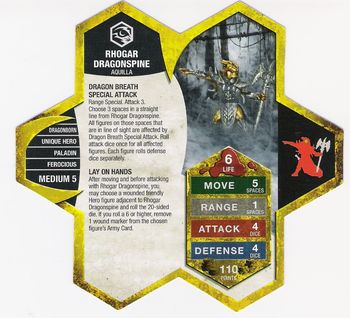 RHOGAR
DRAGONSPINE
AQUILLA
DRAGON BREATH
SPECIAL ATTACK
Range Special. Attack 3.
Choose 3 spaces in a straight
line from Rhogar Dragonspine.
All figures on those spaces that
are in line of sight are affected by
Dragon Breath Special Attack. Roll
attack dice once for all affected
figures. Each figure rolls defense
dice separately.
DRAGONBORN
UNIQUE HERO
PALADIN
FEROCIOUS
MEDIUM 5
LAY ON HANDS
After moving and before attacking
with Rhogar Dragonspine, you
may choose a wounded friendly
Hero figure adjacent to Rhogar
Dragonspine and roll the 20-sided
die. If you roll a 6 or higher, remove
1 wound marker from the chosen
figure's Army Card.
6
LIFE
MOVE 5
SPACES
RANGE 1
SPACES
ATTACK 4
DICE
DEFENSE 4
DICE
110
POINTS